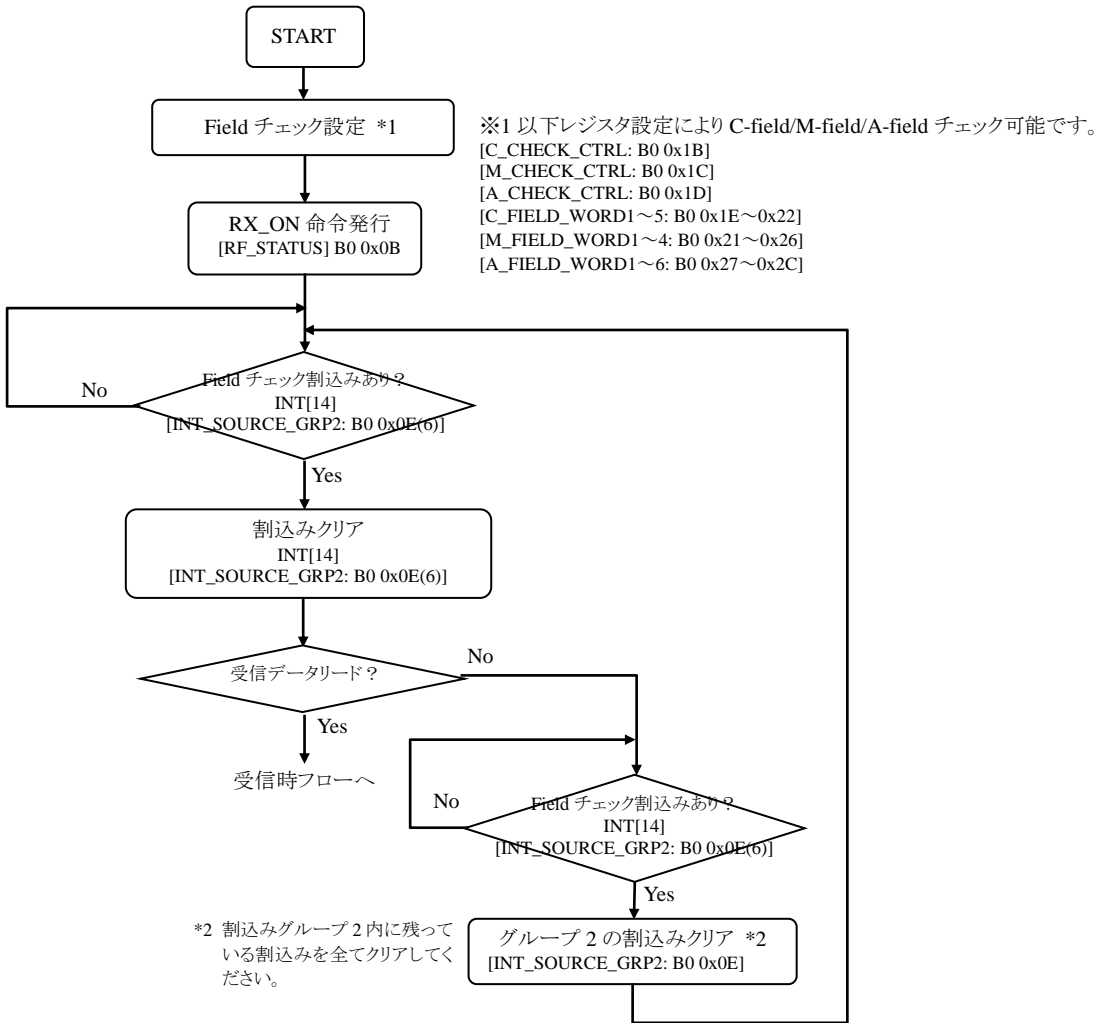 START
Field チェック設定 *1
※1 以下レジスタ設定により C-field/M-field/A-field チェック可能です。
[C_CHECK_CTRL: B0 0x1B]
[M_CHECK_CTRL: B0 0x1C]
[A_CHECK_CTRL: B0 0x1D]
[C_FIELD_WORD1～5: B0 0x1E～0x22]
[M_FIELD_WORD1～4: B0 0x21～0x26]
[A_FIELD_WORD1～6: B0 0x27～0x2C]
RX_ON 命令発行
[RF_STATUS] B0 0x0B
Field チェック割込みあり?
INT[14]
[INT_SOURCE_GRP2: B0 0x0E(6)]
No
Yes
割込みクリア
INT[14]
[INT_SOURCE_GRP2: B0 0x0E(6)]
受信データリード?
No
Yes
受信時フローへ
Field チェック割込みあり?
INT[14]
[INT_SOURCE_GRP2: B0 0x0E(6)]
No
Yes
*2 割込みグループ 2 内に残って
いる割込みを全てクリアしてく
ださい。
グループ 2 の割込みクリア *2
[INT_SOURCE_GRP2: B0 0x0E]